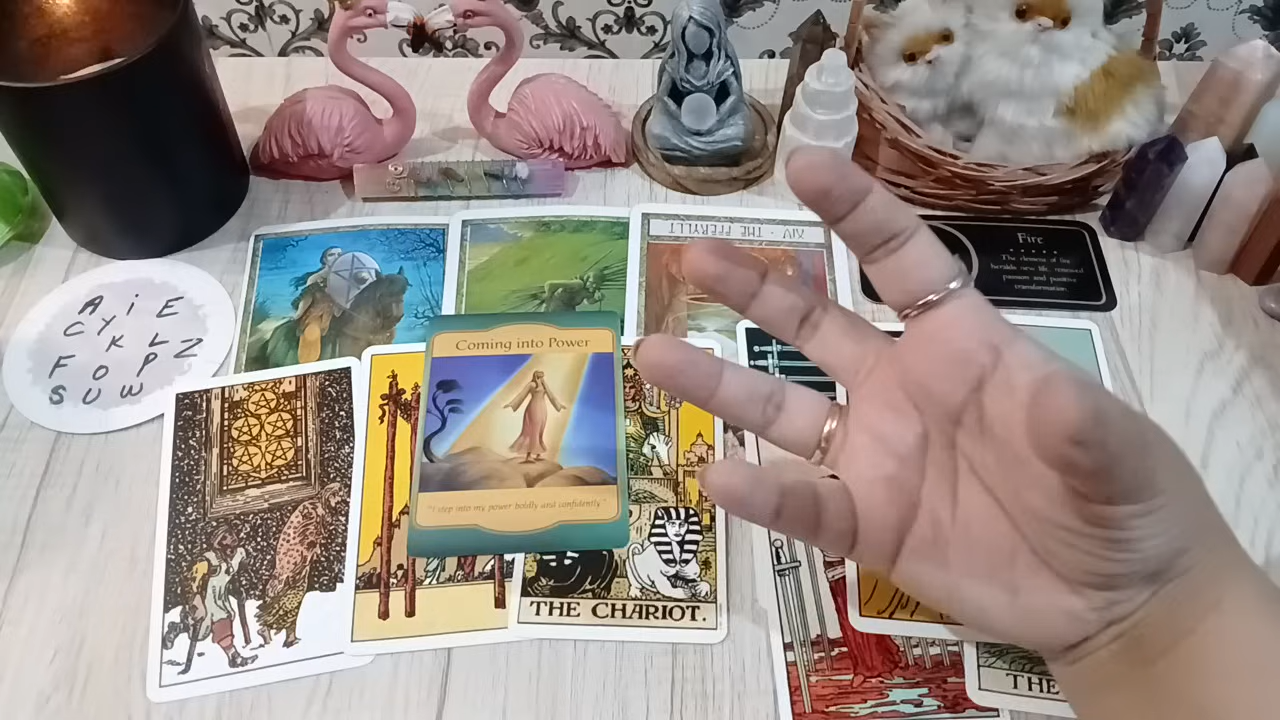 XIV · THE FFERYLLT
Fire
The element of fire
heralds new life, renewed
passion and positive
transformation.
A i E
C Y K L
F O P Z
S U W
Coming into Power
"I step into my power boldly and confidently"
THE CHARIOT.
THE